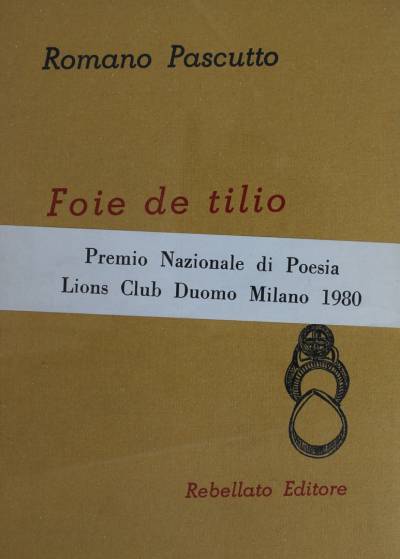 Romano Pascutto
Foie de tilio
Premio Nazionale di Poesia
Lions Club Duomo Milano 1980
Rebellato Editore